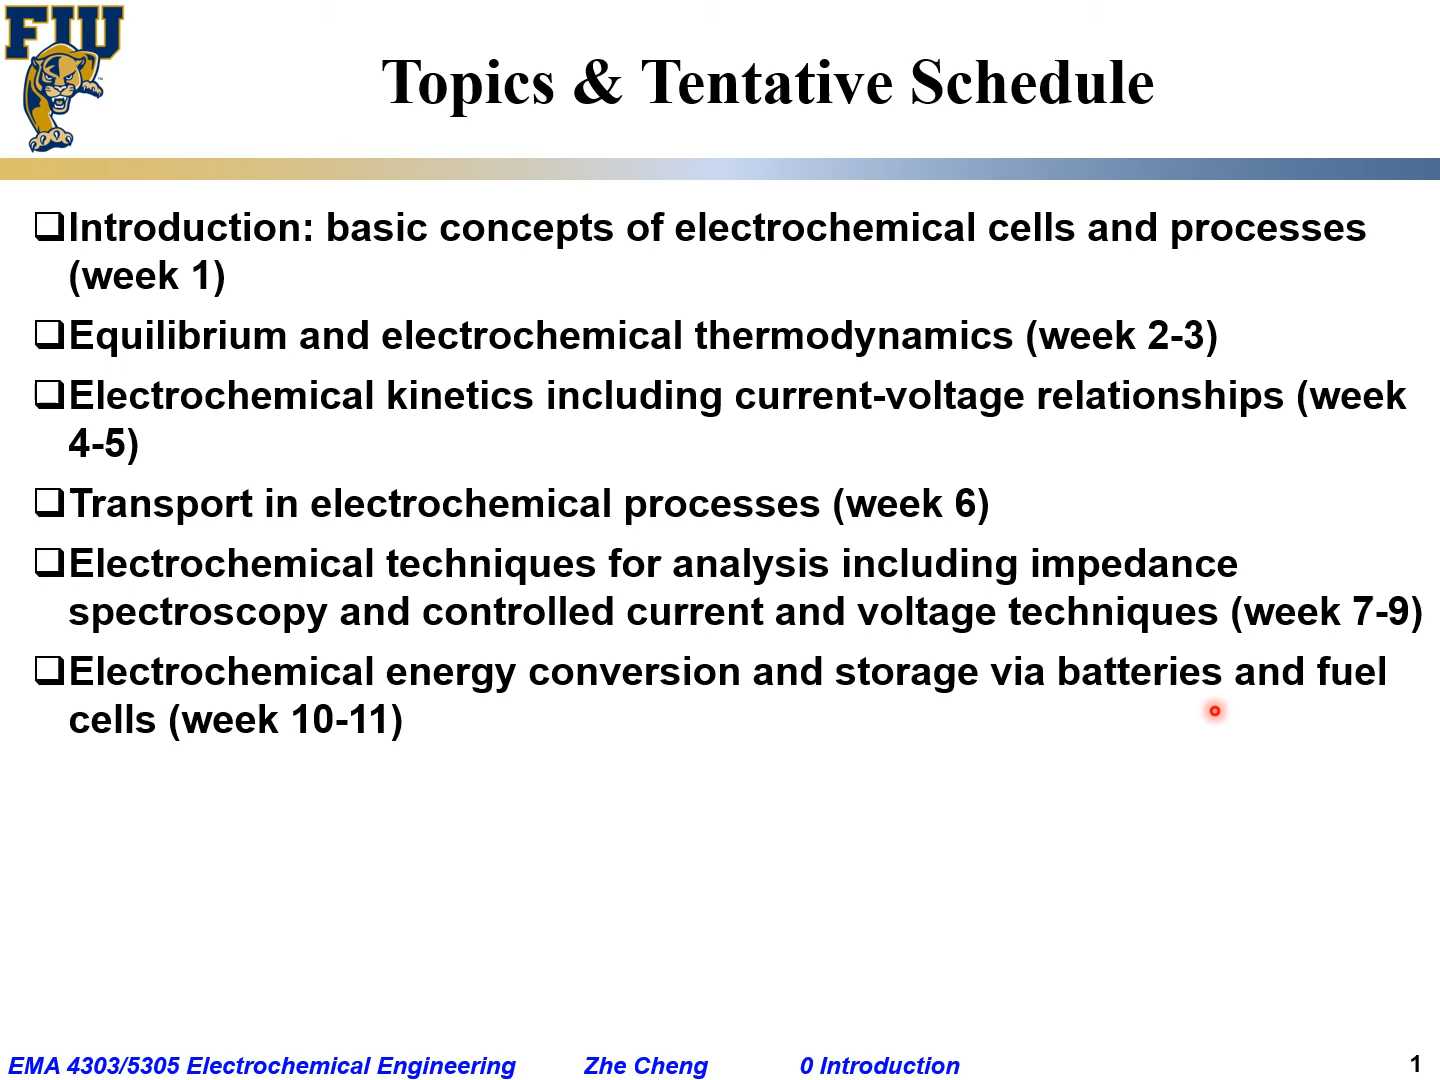 FIU
Topics & Tentative Schedule
❑Introduction: basic concepts of electrochemical cells and processes
(week 1)
❑Equilibrium and electrochemical thermodynamics (week 2-3)
❑Electrochemical kinetics including current-voltage relationships (week
4-5)
❑Transport in electrochemical processes (week 6)
❑Electrochemical techniques for analysis including impedance
spectroscopy and controlled current and voltage techniques (week 7-9)
❑Electrochemical energy conversion and storage via batteries and fuel
cells (week 10-11)
EMA 4303/5305 Electrochemical Engineering Zhe Cheng 0 Introduction 1